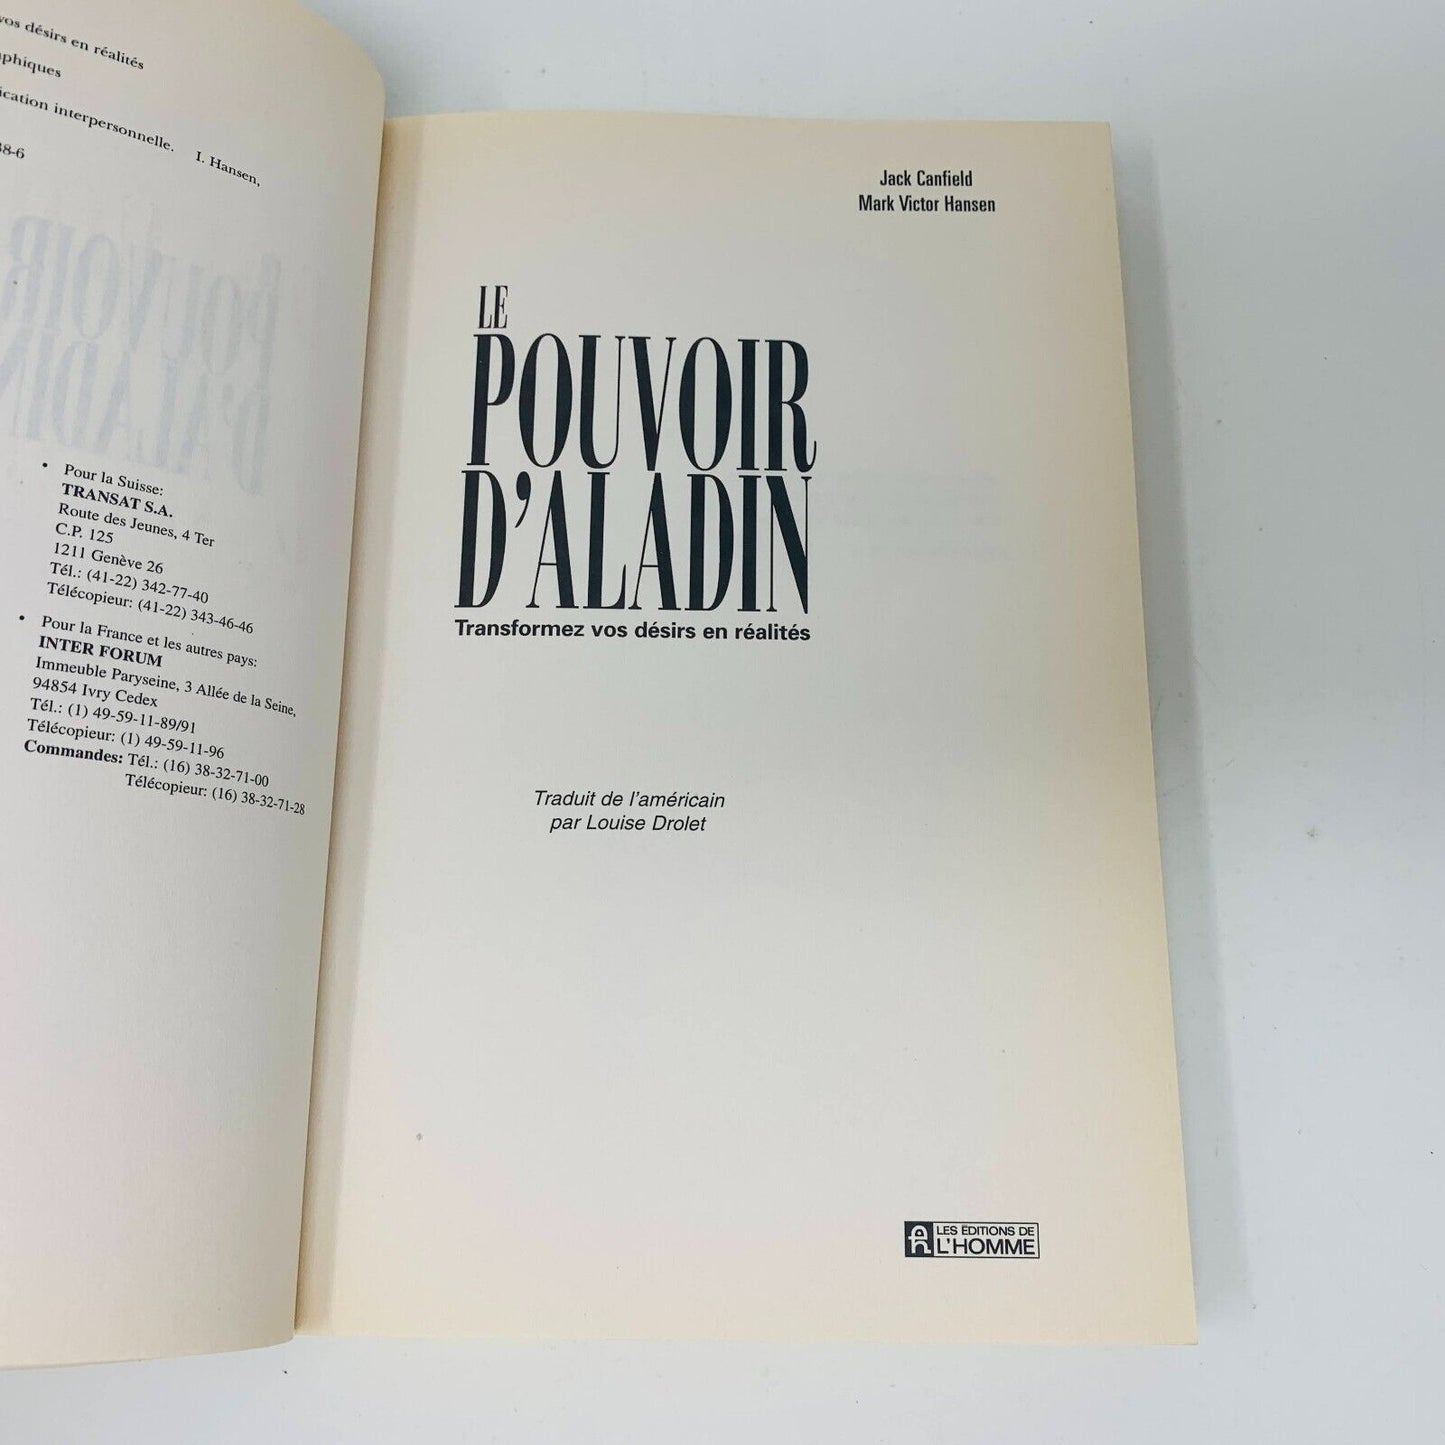 vos désirs en réalités
aphiques
ication interpersonnelle. I. Hansen,
38-6
• Pour la Suisse:
TRANSAT S.A.
Route des Jeunes, 4 Ter
C.P. 125
1211 Genève 26
Tél.: (41-22) 342-77-40
Télécopieur: (41-22) 343-46-46
• Pour la France et les autres pays:
INTER FORUM
Immeuble Paryseine, 3 Allée de la Seine,
94854 Ivry Cedex
Tél.: (1) 49-59-11-89/91
Télécopieur: (1) 49-59-11-96
Commandes: Tél.: (16) 38-32-71-00
Télécopieur: (16) 38-32-71-28
Jack Canfield
Mark Victor Hansen
LE
POUVOIR
D'ALADIN
Transformez vos désirs en réalités
Traduit de l'américain
par Louise Drolet
LES ÉDITIONS DE
L'HOMME